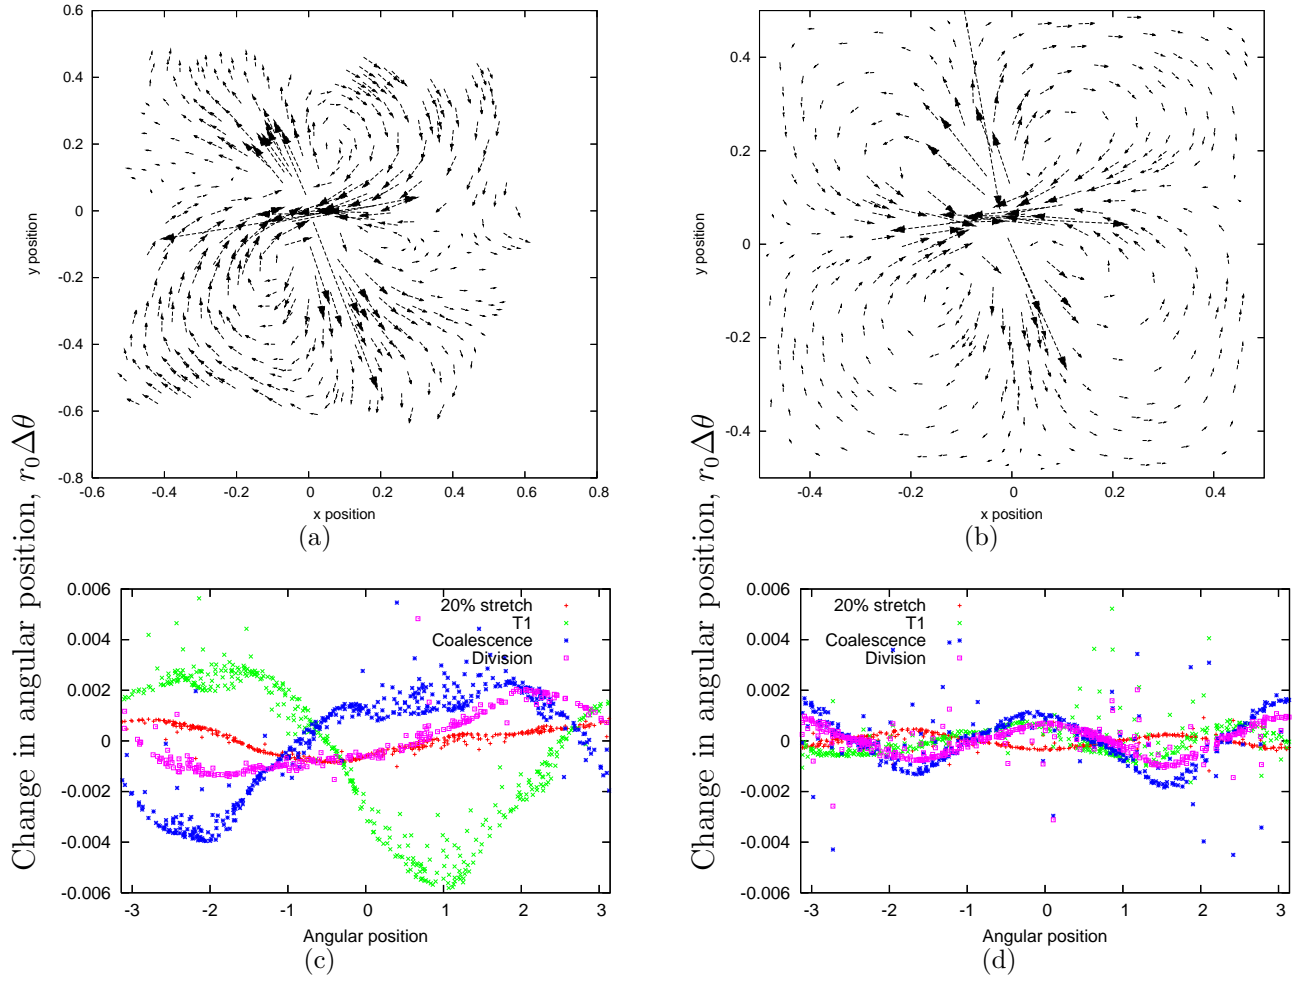 0.6
0.4
0.2
0
-0.2
-0.4
-0.6
-0.8
y position
-0.6
-0.4
-0.2
0
0.2
0.4
0.6
0.8
x position
(a)
0.4
0.2
0
-0.2
-0.4
y position
-0.4
-0.2
0
0.2
0.4
x position
(b)
Change in angular position, r₀Δθ
0.006
0.004
0.002
0
-0.002
-0.004
-0.006
20% stretch
T1
Coalescence
Division
-3
-2
-1
0
1
2
3
Angular position
(c)
Change in angular position, r₀Δθ
0.006
0.004
0.002
0
-0.002
-0.004
-0.006
20% stretch
T1
Coalescence
Division
-3
-2
-1
0
1
2
3
Angular position
(d)